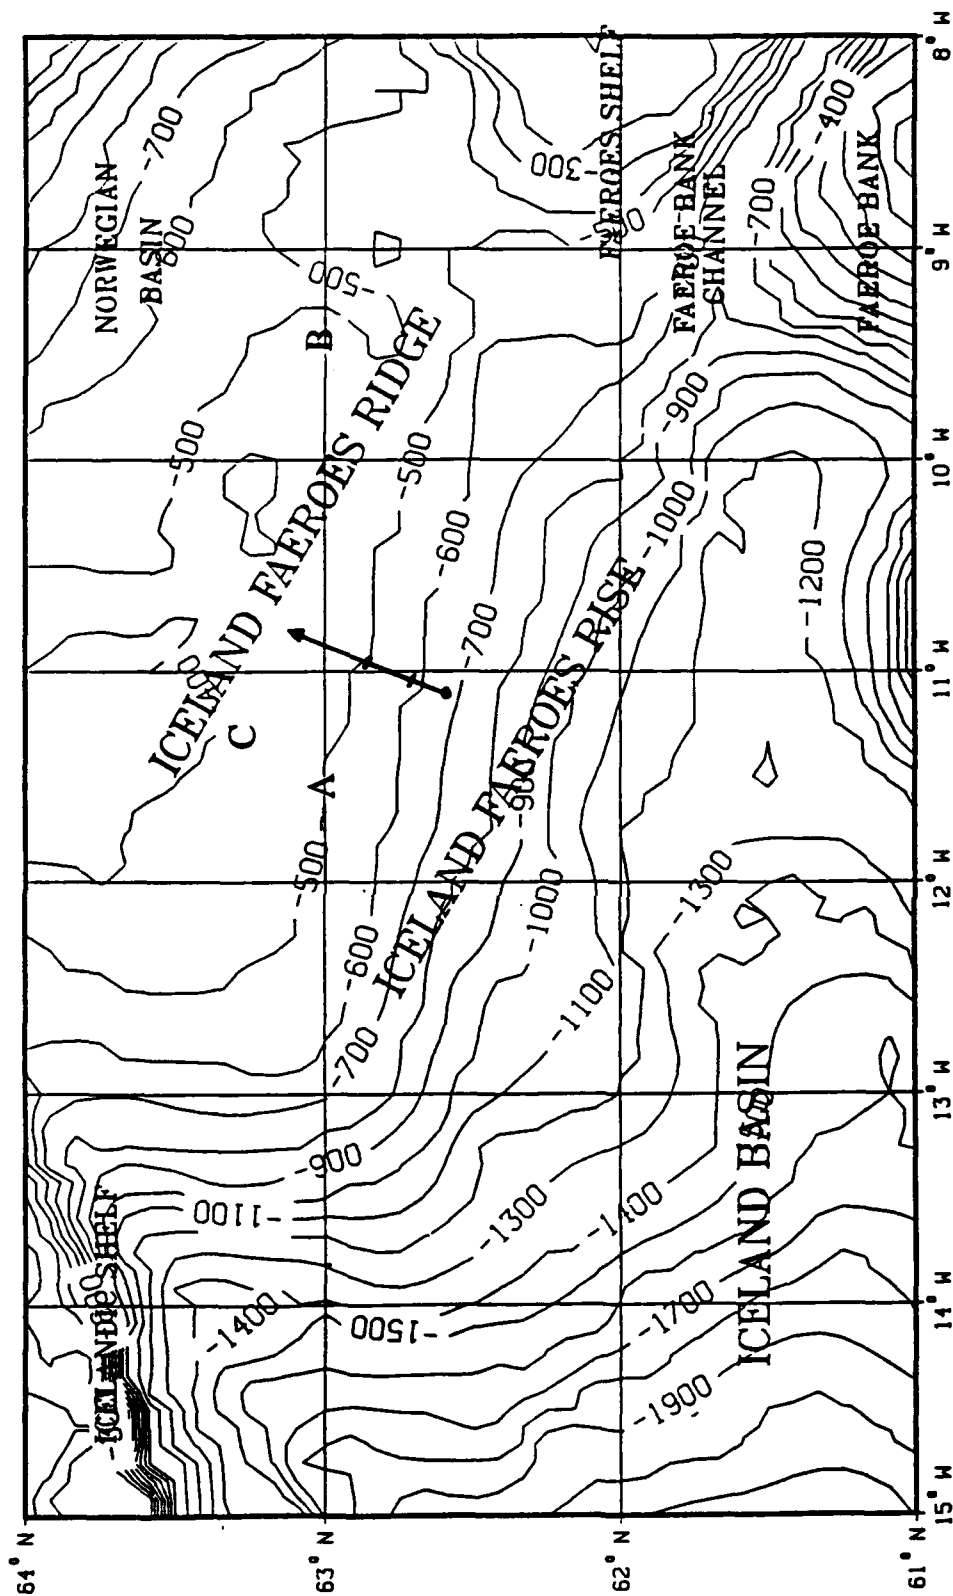 64° N
63° N
62° N
61° N
15° W
14° W
13° W
12° W
11° W
10° W
9° W
8° W
ICELANDIC SHELF
NORWEGIAN
BASIN
ICELAND FAEROES RIDGE
ICELAND FAEROES RISE
FAEROES SHELF
FAEROE BANK
CHANNEL
FAEROE BANK
ICELAND BASIN
A
B
C
-700
-600
-500
-500
-500
-500
-600
-600
-700
-700
-300
-400
-700
-900
-1000
-1200
-900
-1000
-1100
-1300
-900
-1100
-1300
-1400
-1400
-1500
-1700
-1900